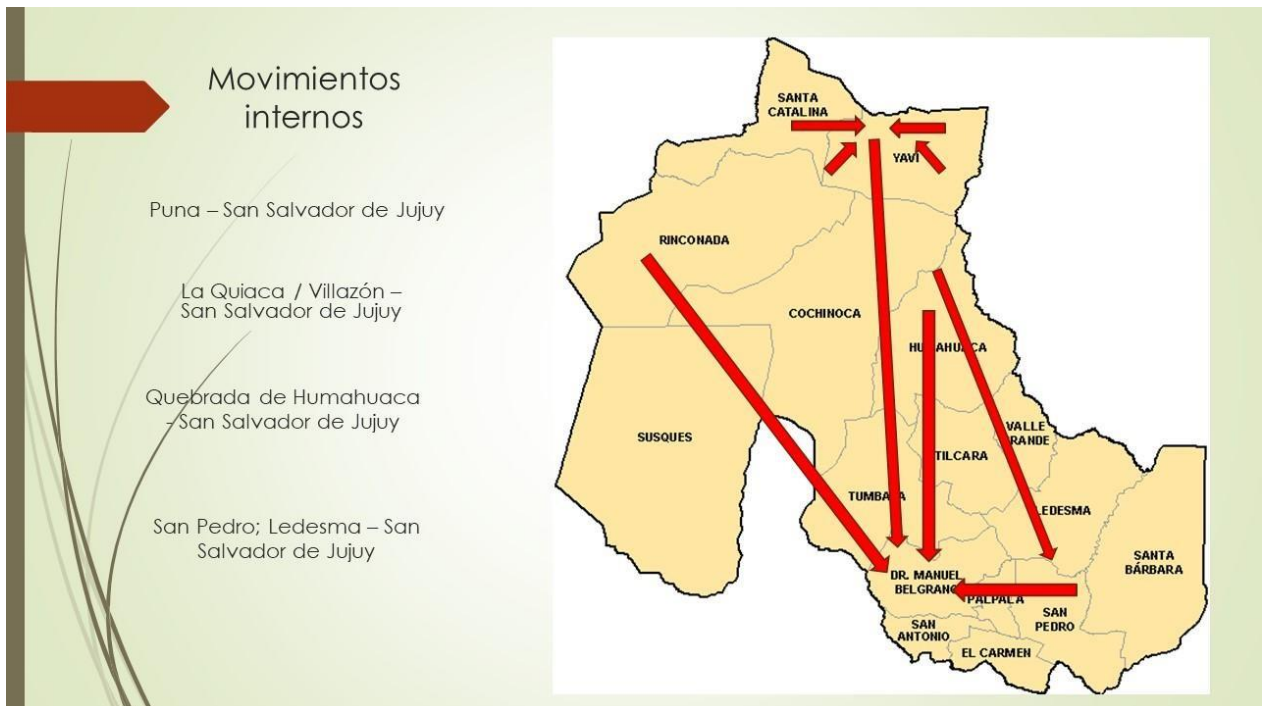 Movimientos
internos
Puna – San Salvador de Jujuy
La Quiaca / Villazón –
San Salvador de Jujuy
Quebrada de Humahuaca
- San Salvador de Jujuy
San Pedro; Ledesma – San
Salvador de Jujuy
SANTA
CATALINA
YAVI
RINCONADA
COCHINOCA
HUMAHUACA
SUSQUES
VALLE
GRANDE
TILCARA
TUMBAYA
LEDESMA
SANTA
BÁRBARA
DR. MANUEL
BELGRANO
PALPALA
SAN
PEDRO
SAN
ANTONIO
EL CARMEN